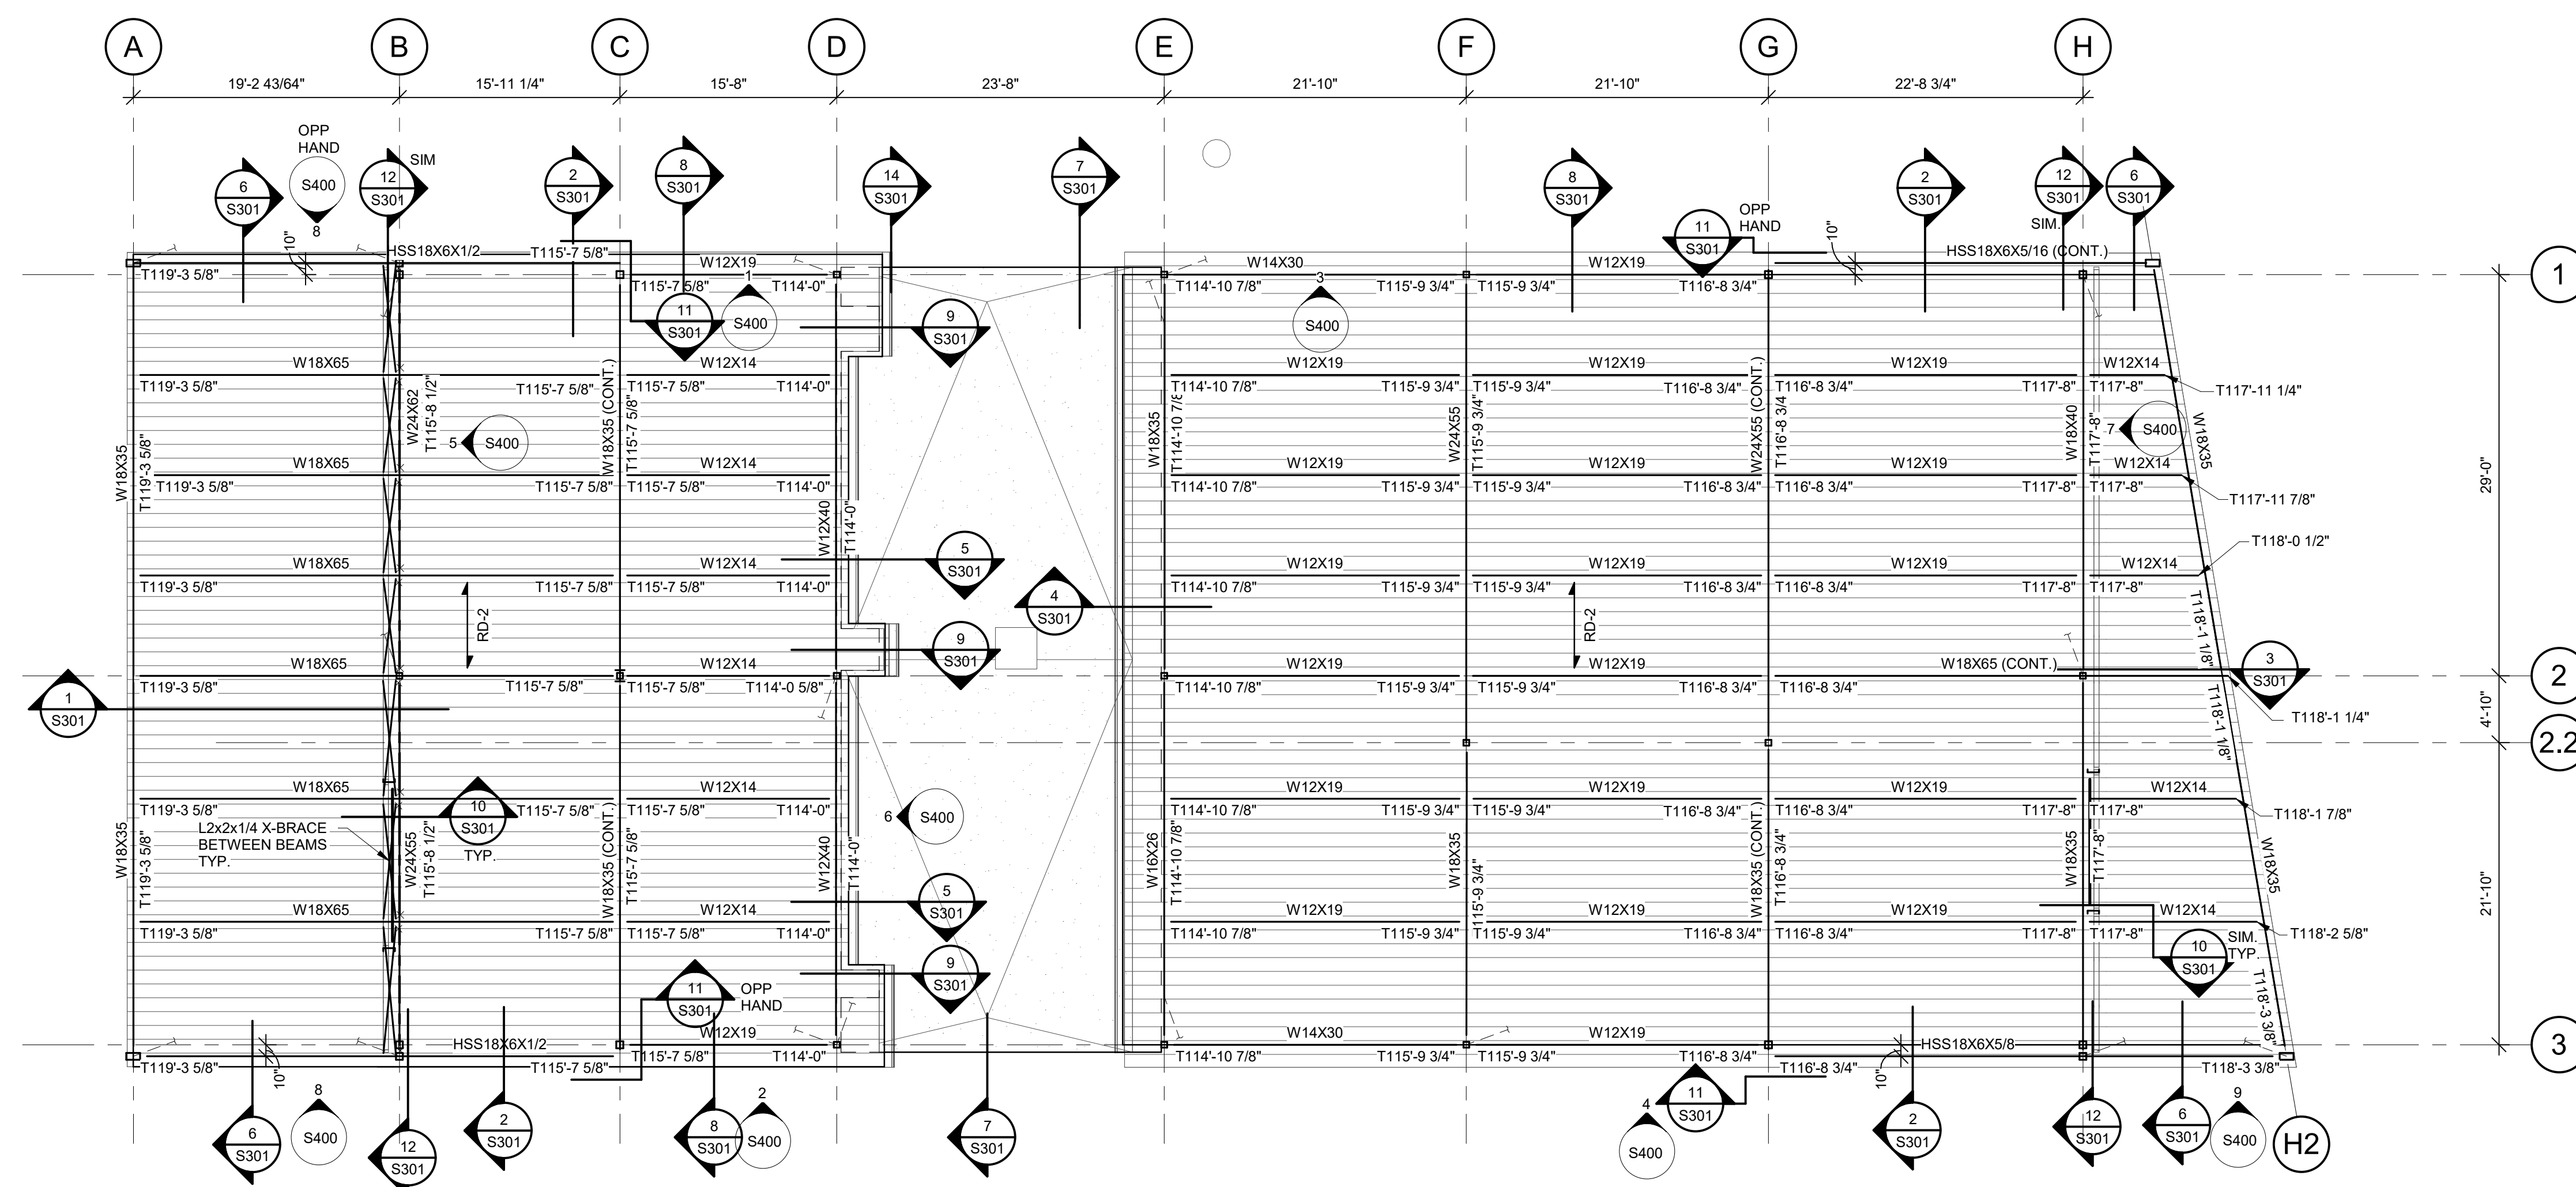 A B C D E F G H
19'-2 43/64" 15'-11 1/4" 15'-8" 23'-8" 21'-10" 21'-10" 22'-8 3/4"
OPP
HAND
S400
8
6
S301
12
S301
SIM
2
S301
8
S301
14
S301
7
S301
8
S301
11
S301
OPP
HAND
2
S301
12
S301
SIM.
6
S301
10"
10"
HSS18X6X1/2
T115'-7 5/8"
W12X19
W14X30
W12X19
HSS18X6X5/16 (CONT.)
1
T119'-3 5/8"
T115'-7 5/8"
T114'-0"
T114'-10 7/8"
3
T115'-9 3/4"
T115'-9 3/4"
T116'-8 3/4"
1
11
S301
S400
9
S301
S400
W18X65 W12X14 W12X19 W12X19 W12X19 W12X14
T119'-3 5/8" T115'-7 5/8" T115'-7 5/8" T114'-0" T114'-10 7/8" T115'-9 3/4" T115'-9 3/4" T116'-8 3/4" T116'-8 3/4" T117'-8" T117'-8" T117'-11 1/4"
W18X35
T119'-3 5/8"
W24X62
T115'-8 1/2"
5
S400
W18X35 (CONT.)
T115'-7 5/8"
W18X35
W24X55
T115'-9 3/4"
W24X55 (CONT.)
T116'-8 3/4
W18X40
T117'-8"
7
S400
W18X35
W18X65 W12X14 W12X19 W12X19 W12X19 W12X14
T119'-3 5/8" T115'-7 5/8" T115'-7 5/8" T114'-0" T114'-10 7/8" T115'-9 3/4" T115'-9 3/4" T116'-8 3/4" T116'-8 3/4" T117'-8" T117'-8" T117'-11 7/8"
29'-0"
W12X40
T114'-0"
5
S301
4
S301
T118'-0 1/2"
W18X65 W12X14 W12X19 W12X19 W12X19 W12X14
T119'-3 5/8" T115'-7 5/8" T115'-7 5/8" T114'-0" T114'-10 7/8" T115'-9 3/4" T115'-9 3/4" T116'-8 3/4" T116'-8 3/4" T117'-8" T117'-8"
RD-2
RD-2
9
S301
T118'-1 1/8"
W18X65 W12X14 W12X19 W12X19 W18X65 (CONT.)
3
S301
2
T119'-3 5/8" T115'-7 5/8" T115'-7 5/8" T114'-0 5/8" T114'-10 7/8" T115'-9 3/4" T115'-9 3/4" T116'-8 3/4" T116'-8 3/4"
1
S301
T118'-1 1/8"
T118'-1 1/4"
4'-10"
2.2
W18X65 W12X14 W12X19 W12X19 W12X19 W12X14
T119'-3 5/8" T115'-7 5/8" T115'-7 5/8" T114'-0" T114'-10 7/8" T115'-9 3/4" T115'-9 3/4" T116'-8 3/4" T116'-8 3/4" T117'-8" T117'-8" T118'-1 7/8"
10
S301
TYP.
6
S400
L2x2x1/4 X-BRACE
BETWEEN BEAMS
TYP.
W18X35
T119'-3 5/8"
W24X55
T115'-8 1/2"
W18X35 (CONT.)
T115'-7 5/8"
W12X40
T114'-0"
W16X26
T114'-10 7/8"
W18X35
T115'-9 3/4"
W18X35 (CONT.)
T116'-8 3/4"
W18X35
T117'-8"
W18X35
21'-10"
5
S301
W18X65 W12X14 W12X19 W12X19 W12X19 W12X14
T119'-3 5/8" T115'-7 5/8" T115'-7 5/8" T114'-0" T114'-10 7/8" T115'-9 3/4" T115'-9 3/4" T116'-8 3/4" T116'-8 3/4" T117'-8" T117'-8" T118'-2 5/8"
10
S301
SIM.
TYP.
9
S301
11
S301
OPP
HAND
T118'-3 3/8"
HSS18X6X1/2 W12X19 W14X30 W12X19 HSS18X6X5/8
3
T115'-7 5/8" T114'-0" T114'-10 7/8" T115'-9 3/4" T115'-9 3/4" T116'-8 3/4"
T119'-3 5/8" T115'-7 5/8" T116'-8 3/4" T118'-3 3/8"
10"
10"
6
S301
8
S400
12
S301
2
S301
8
S301
2
S400
7
S301
4
S400
11
S301
2
S301
12
S301
6
S301
9
S400
H2